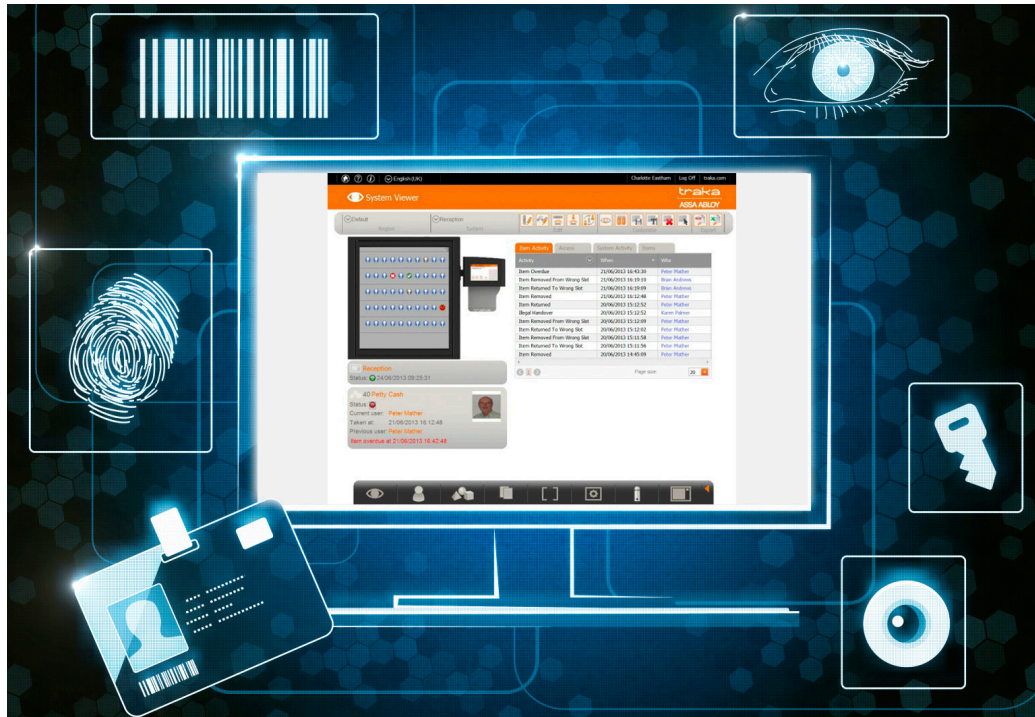 English(UK)
Charlotte Eastham Log Off traka.com
System Viewer
traka
ASSA ABLOY
Default Reception
Region System Edit Customise Export
Item Activity Access System Activity Items
Activity When Who
Item Overdue 21/06/2013 16:43:30 Peter Mather
Item Removed From Wrong Slot 21/06/2013 16:19:10 Brian Andrews
Item Returned To Wrong Slot 21/06/2013 16:19:09 Brian Andrews
Item Removed 21/06/2013 16:12:48 Peter Mather
Item Returned 20/06/2013 15:12:52 Peter Mather
Illegal Handover 20/06/2013 15:12:52 Karen Palmer
Item Removed From Wrong Slot 20/06/2013 15:12:09 Peter Mather
Item Returned To Wrong Slot 20/06/2013 15:12:02 Peter Mather
Item Removed From Wrong Slot 20/06/2013 15:11:58 Peter Mather
Item Returned To Wrong Slot 20/06/2013 15:11:56 Peter Mather
Item Removed 20/06/2013 14:45:09 Peter Mather
1 Page size: 20
Reception
Status: 24/06/2013 09:25:31
40 Petty Cash
Status:
Current user: Peter Mather
Taken at: 21/06/2013 16:12:48
Previous user: Peter Mather
Item overdue at 21/06/2013 16:42:48